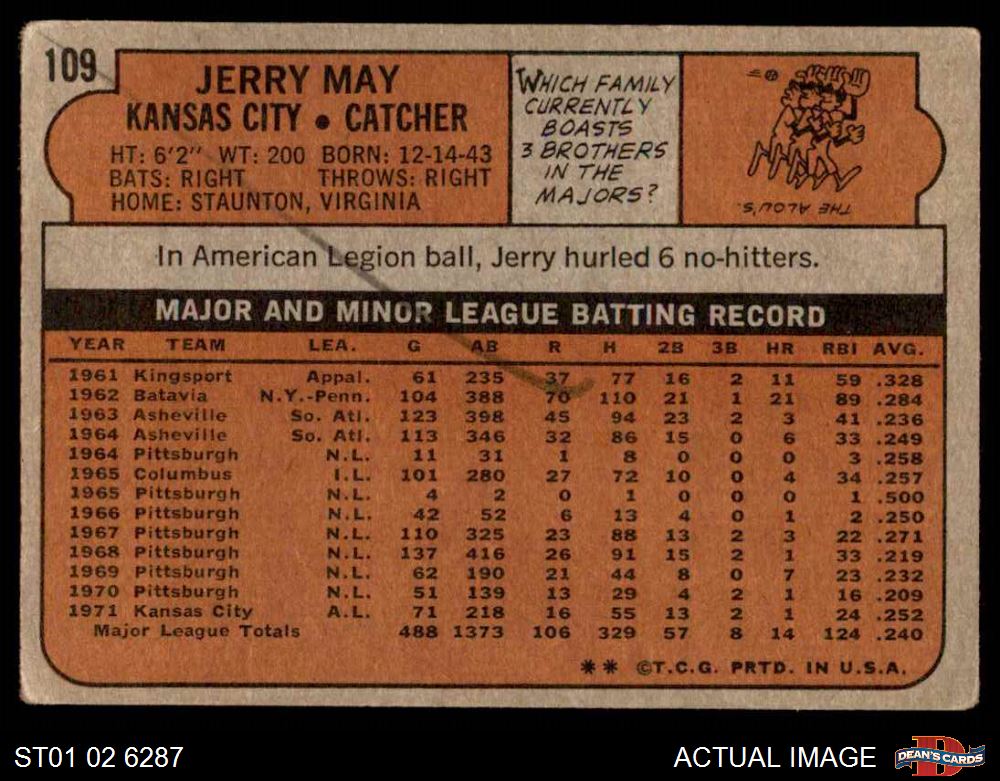 109
JERRY MAY
KANSAS CITY • CATCHER
HT: 6'2" WT: 200 BORN: 12-14-43
BATS: RIGHT THROWS: RIGHT
HOME: STAUNTON, VIRGINIA
WHICH FAMILY
CURRENTLY
BOASTS
3 BROTHERS
IN THE
MAJORS?
THE ALOU'S.
In American Legion ball, Jerry hurled 6 no-hitters.
MAJOR AND MINOR LEAGUE BATTING RECORD
YEAR TEAM LEA. G AB R H 2B 3B HR RBI AVG.
1961 Kingsport Appal. 61 235 37 77 16 2 11 59 .328
1962 Batavia N.Y.-Penn. 104 388 70 110 21 1 21 89 .284
1963 Asheville So. Atl. 123 398 45 94 23 2 3 41 .236
1964 Asheville So. Atl. 113 346 32 86 15 0 6 33 .249
1964 Pittsburgh N.L. 11 31 1 8 0 0 0 3 .258
1965 Columbus I.L. 101 280 27 72 10 0 4 34 .257
1965 Pittsburgh N.L. 4 2 0 1 0 0 0 1 .500
1966 Pittsburgh N.L. 42 52 6 13 4 0 1 2 .250
1967 Pittsburgh N.L. 110 325 23 88 13 2 3 22 .271
1968 Pittsburgh N.L. 137 416 26 91 15 2 1 33 .219
1969 Pittsburgh N.L. 62 190 21 44 8 0 7 23 .232
1970 Pittsburgh N.L. 51 139 13 29 4 2 1 16 .209
1971 Kansas City A.L. 71 218 16 55 13 2 1 24 .252
Major League Totals 488 1373 106 329 57 8 14 124 .240
** ©T.C.G. PRTD. IN U.S.A.
ST01 02 6287
ACTUAL IMAGE
D
DEAN'S CARDS